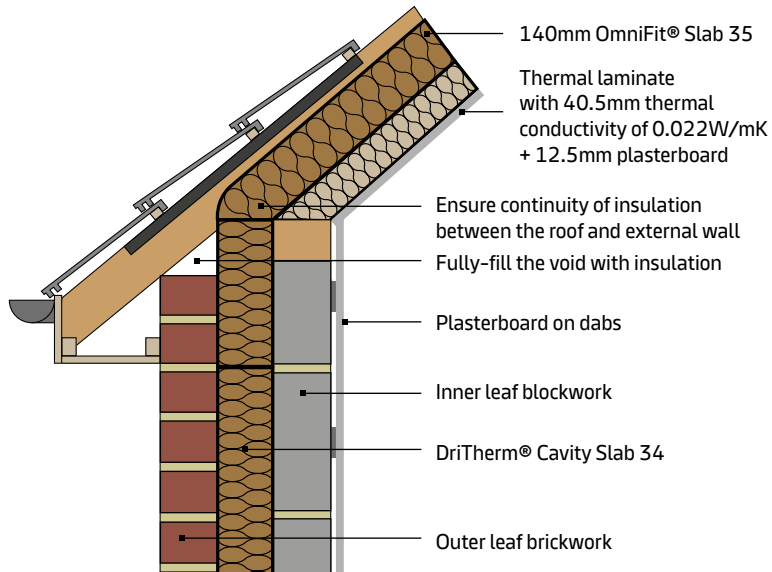 140mm OmniFit® Slab 35
Thermal laminate
with 40.5mm thermal
conductivity of 0.022W/mK
+ 12.5mm plasterboard
Ensure continuity of insulation
between the roof and external wall
Fully-fill the void with insulation
Plasterboard on dabs
Inner leaf blockwork
DriTherm® Cavity Slab 34
Outer leaf brickwork